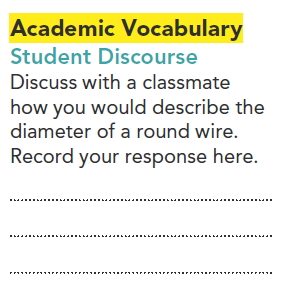 Academic Vocabulary
Student Discourse
Discuss with a classmate
how you would describe the
diameter of a round wire.
Record your response here.